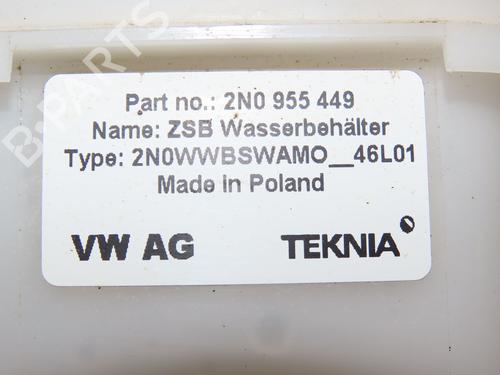 B-PARTS
Part no.: 2N0 955 449
Name: ZSB Wasserbehälter
Type: 2N0WWBSWAMO__46L01
Made in Poland
VW AG TEKNIA